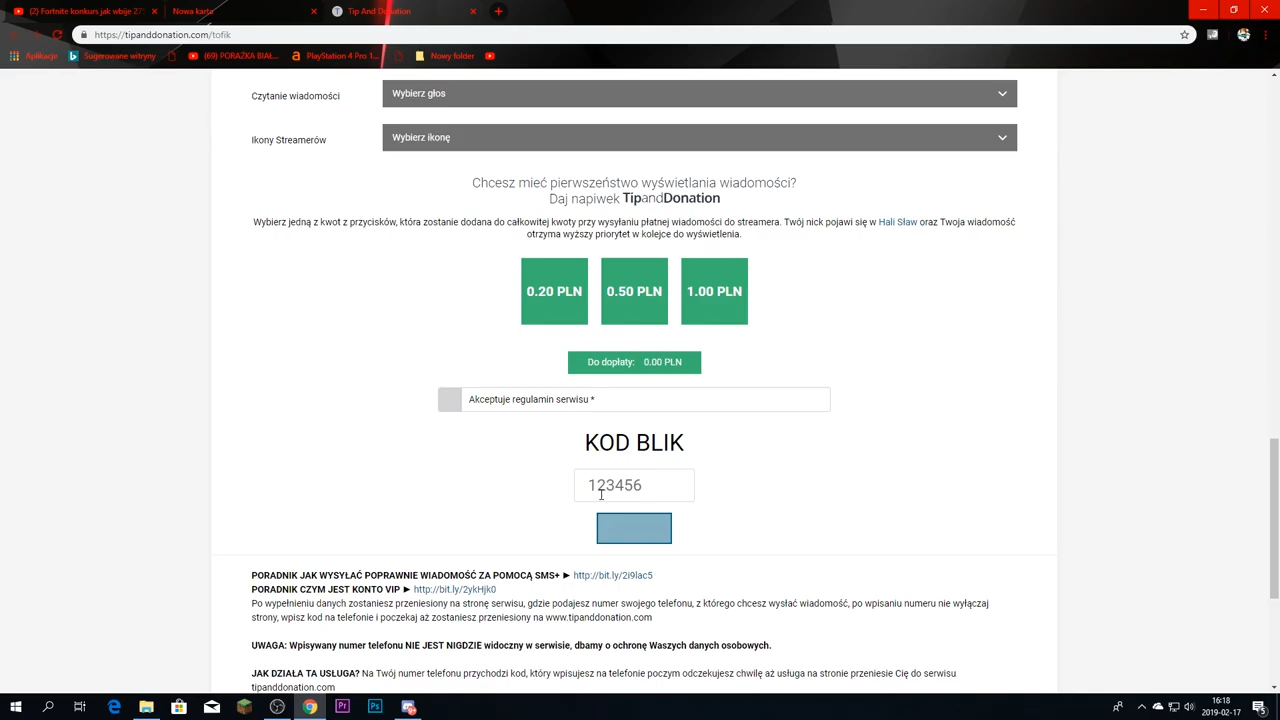 (2) Fortnite konkurs jak wbije 27
Nowa karta
Tip And Donation
https://tipanddonation.com/tofik
Aplikacje
Sugerowane witryny
(69) PORAŻKA BIAŁ...
PlayStation 4 Pro 1...
Nowy folder
Czytanie wiadomości
Wybierz głos
Ikony Streamerów
Wybierz ikonę
Chcesz mieć pierwszeństwo wyświetlania wiadomości?
Daj napiwek TipandDonation
Wybierz jedną z kwot z przycisków, która zostanie dodana do całkowitej kwoty przy wysyłaniu płatnej wiadomości do streamera. Twój nick pojawi się w Hali Sław oraz Twoja wiadomość
otrzyma wyższy priorytet w kolejce do wyświetlenia.
0.20 PLN
0.50 PLN
1.00 PLN
Do dopłaty: 0.00 PLN
Akceptuje regulamin serwisu *
KOD BLIK
123456
PORADNIK JAK WYSYŁAĆ POPRAWNIE WIADOMOŚĆ ZA POMOCĄ SMS+ ► http://bit.ly/2i9lac5
PORADNIK CZYM JEST KONTO VIP ► http://bit.ly/2ykHjk0
Po wypełnieniu danych zostaniesz przeniesiony na stronę serwisu, gdzie podajesz numer swojego telefonu, z którego chcesz wysłać wiadomość, po wpisaniu numeru nie wyłączaj
strony, wpisz kod na telefonie i poczekaj aż zostaniesz przeniesiony na www.tipanddonation.com
UWAGA: Wpisywany numer telefonu NIE JEST NIGDZIE widoczny w serwisie, dbamy o ochronę Waszych danych osobowych.
JAK DZIAŁA TA USŁUGA? Na Twój numer telefonu przychodzi kod, który wpisujesz na telefonie poczym odczekujesz chwilę aż usługa na stronie przeniesie Cię do serwisu
tipanddonation.com
16:18
2019-02-17